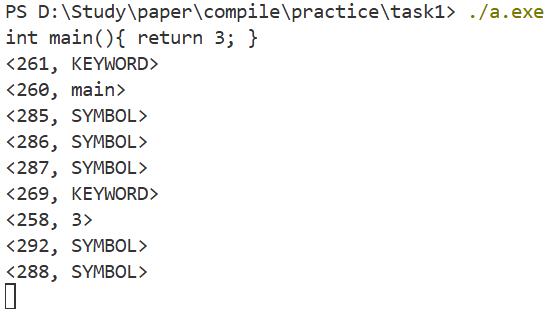 PS D:\Study\paper\compile\practice\task1> ./a.exe
int main(){ return 3; }
<261, KEYWORD>
<260, main>
<285, SYMBOL>
<286, SYMBOL>
<287, SYMBOL>
<269, KEYWORD>
<258, 3>
<292, SYMBOL>
<288, SYMBOL>